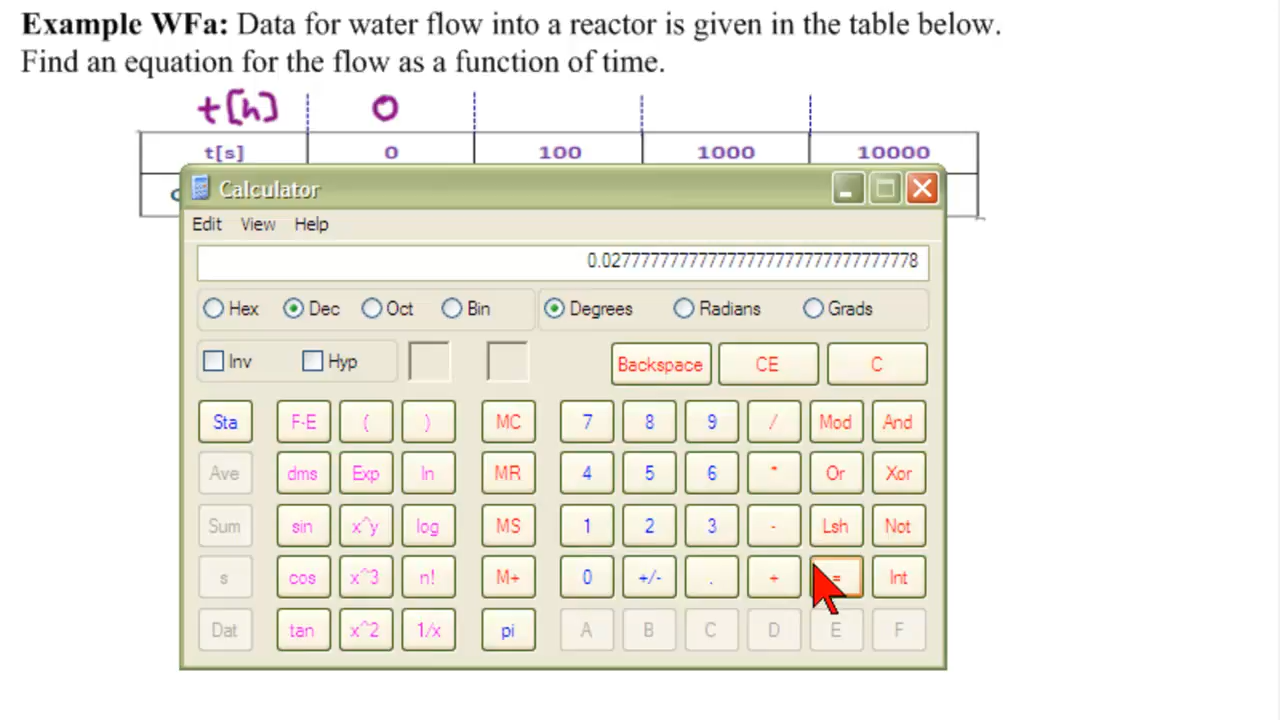 Example WFa: Data for water flow into a reactor is given in the table below.
Find an equation for the flow as a function of time.
t[h] 0
t[s] 0 100 1000 10000
Calculator
Edit View Help
0.02777777777777777777777777777778
Hex Dec Oct Bin Degrees Radians Grads
Inv Hyp Backspace CE C
Sta F-E ( ) MC 7 8 9 / Mod And
Ave dms Exp ln MR 4 5 6 * Or Xor
Sum sin x^y log MS 1 2 3 - Lsh Not
s cos x^3 n! M+ 0 +/- . + = Int
Dat tan x^2 1/x pi A B C D E F